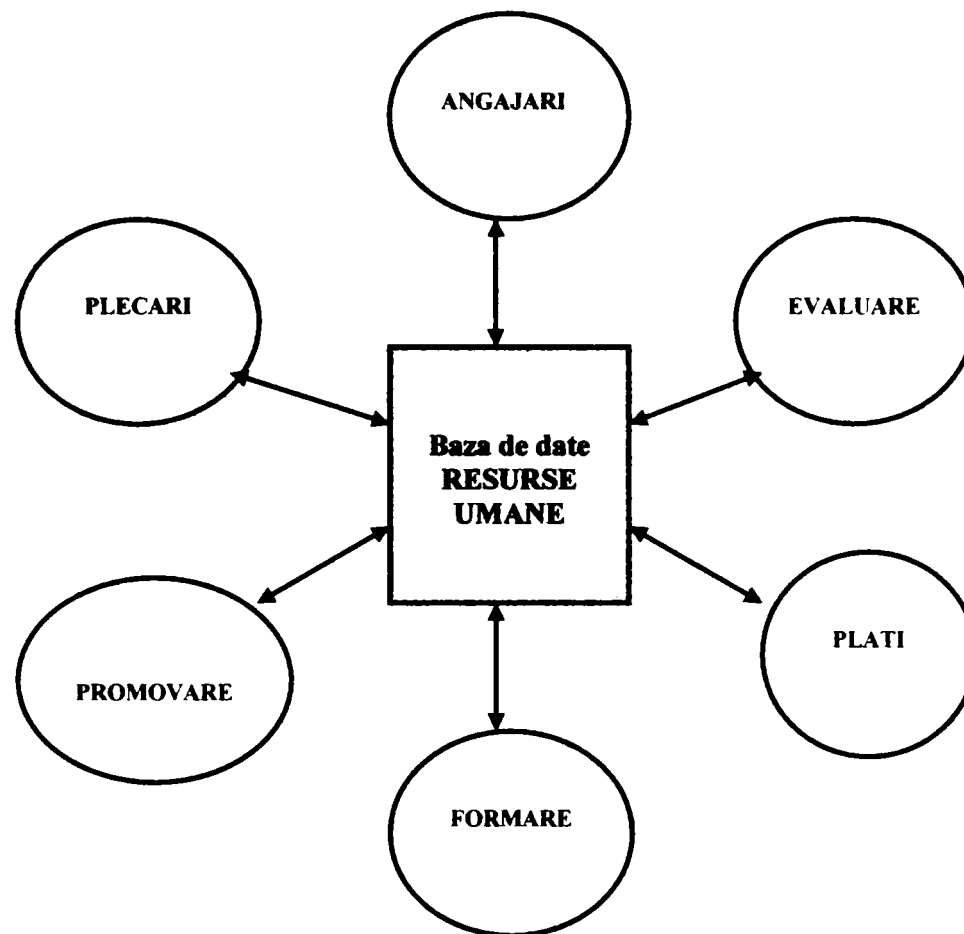 ANGAJARI
PLECARI
EVALUARE
Baza de date
RESURSE
UMANE
PLATI
PROMOVARE
FORMARE